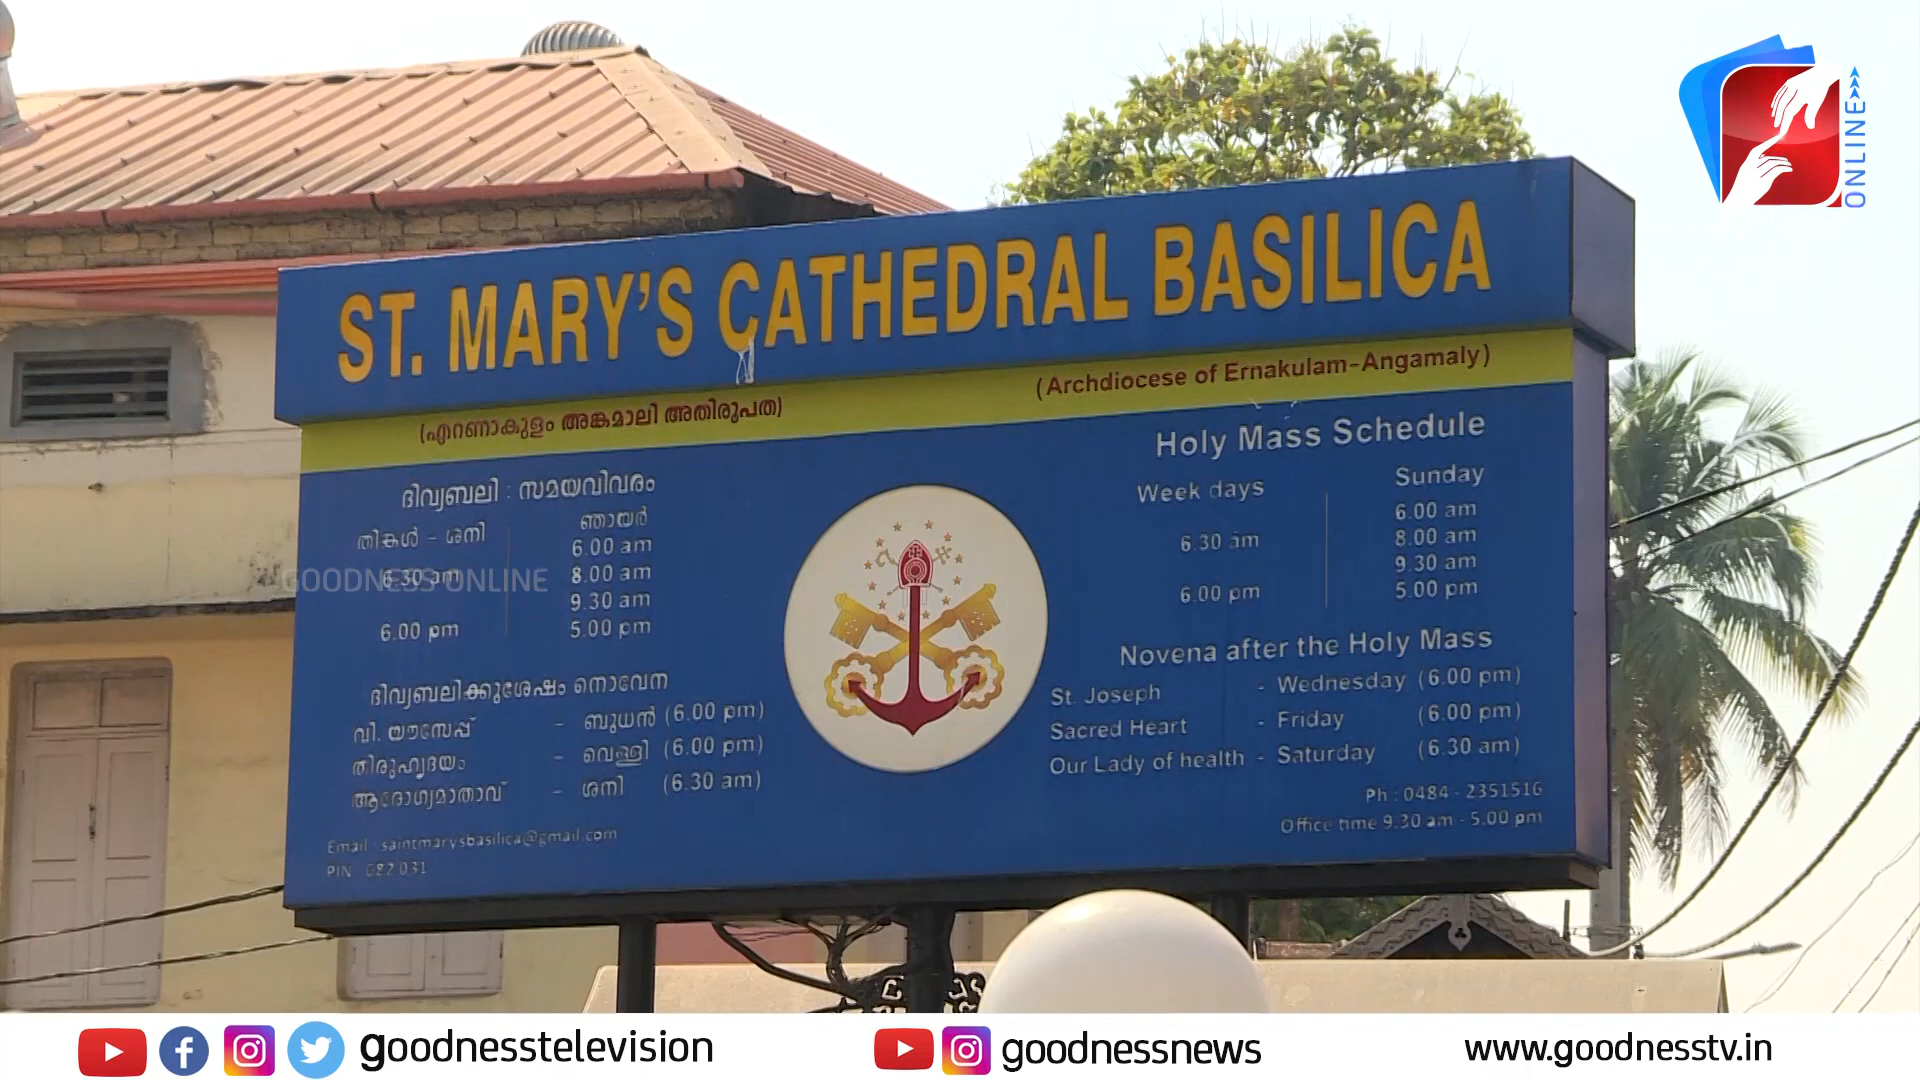 ONLINE
ST. MARY'S CATHEDRAL BASILICA
(എറണാകുളം അങ്കമാലി അതിരൂപത)
(Archdiocese of Ernakulam-Angamaly)
ദിവ്യബലി : സമയവിവരം
തിങ്കൾ - ശനി
ഞായർ
6.30 am
6.00 pm
6.00 am
8.00 am
9.30 am
5.00 pm
GOODNESS ONLINE
ദിവ്യബലിക്കുശേഷം നൊവേന
വി. യൗസേപ്പ് - ബുധൻ (6.00 pm)
തിരുഹൃദയം - വെള്ളി (6.00 pm)
ആരോഗ്യമാതാവ് - ശനി (6.30 am)
Email : saintmarysbasilica@gmail.com
PIN : 682 031
Holy Mass Schedule
Week days
Sunday
6.30 am
6.00 pm
6.00 am
8.00 am
9.30 am
5.00 pm
Novena after the Holy Mass
St. Joseph - Wednesday (6.00 pm)
Sacred Heart - Friday (6.00 pm)
Our Lady of health - Saturday (6.30 am)
Ph : 0484 - 2351516
Office time 9.30 am - 5.00 pm
goodnesstelevision
goodnessnews
www.goodnesstv.in